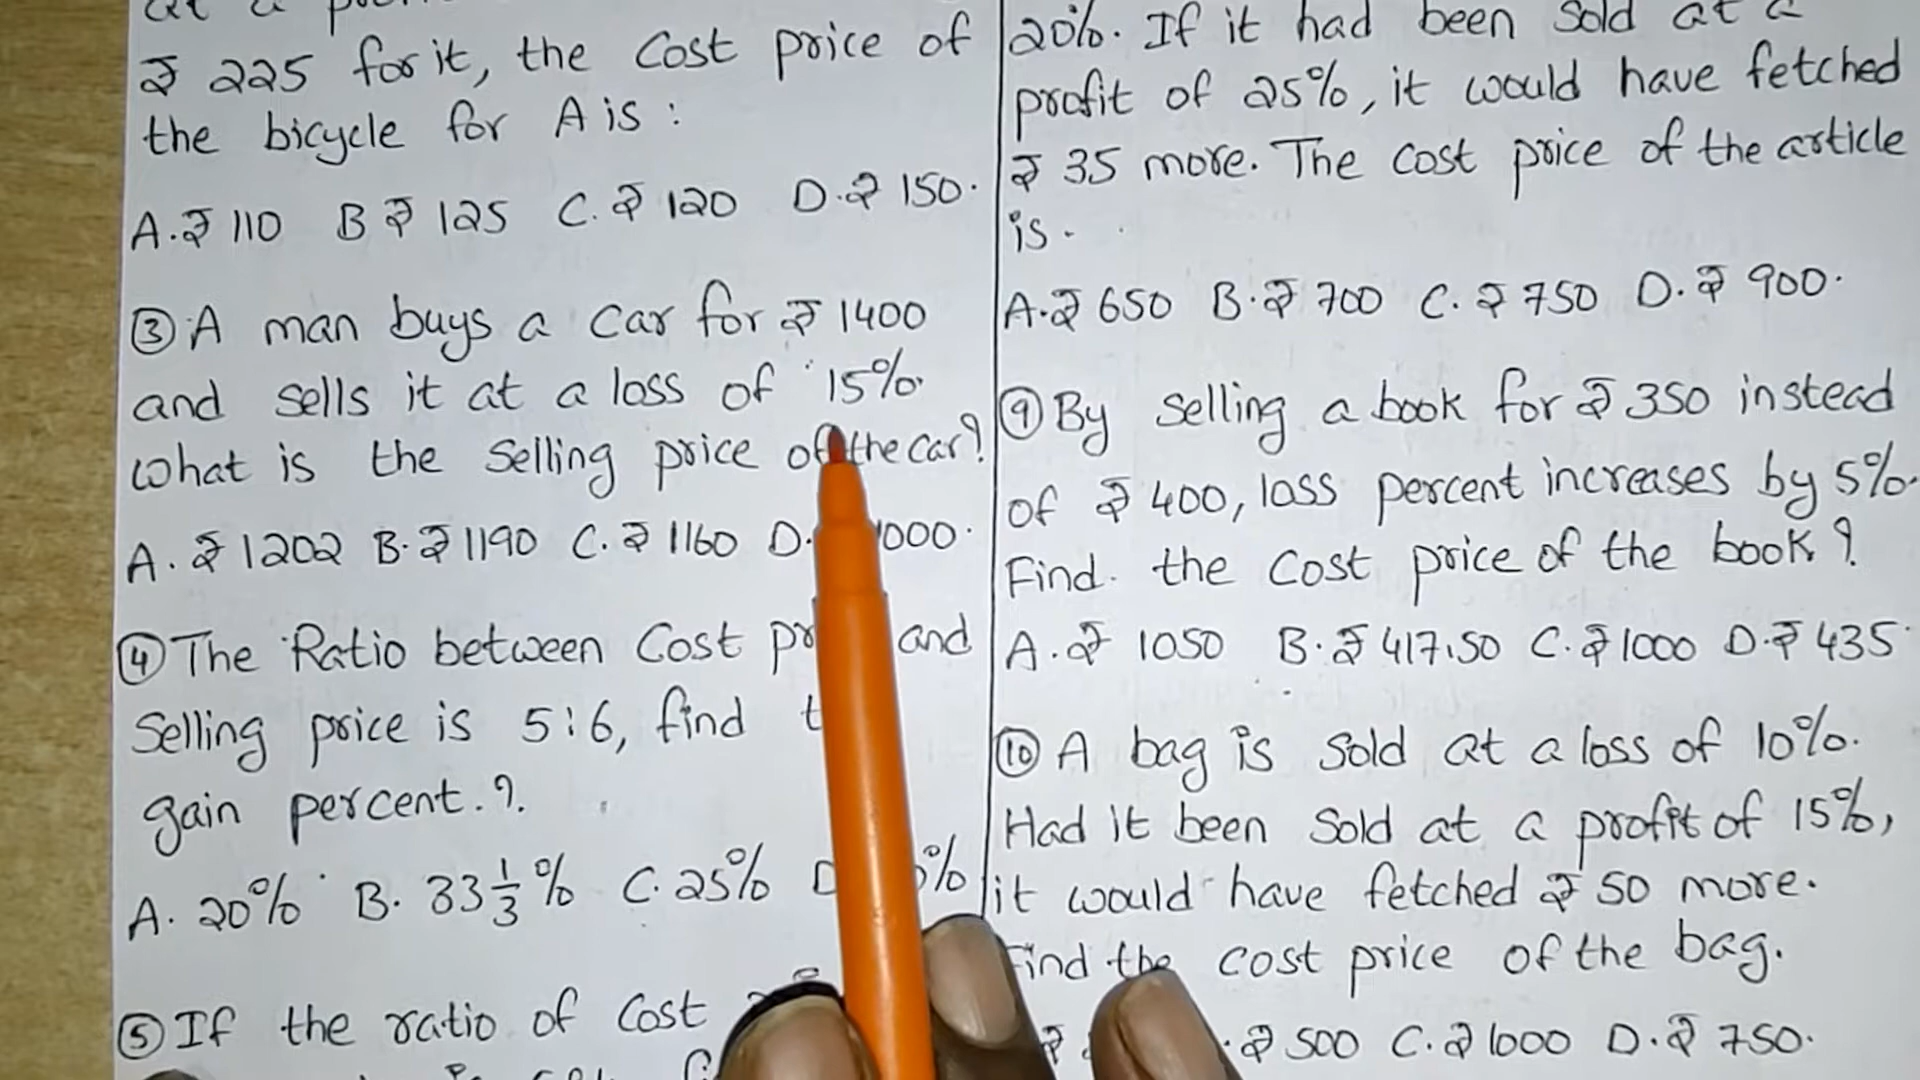 at a
₹ 225 for it, the cost price of
the bicycle for A is :
A. ₹ 110 B ₹ 125 C. ₹ 120 D. ₹ 150.
③ A man buys a car for ₹ 1400
and sells it at a loss of 15%.
What is the selling price of the car?
A. ₹ 1202 B. ₹ 1190 C. ₹ 1160 D. 1000.
④ The Ratio between Cost and
Selling price is 5:6, find
gain percent.?.
A. 20% B. 33 1/3 % C. 25% D %
⑤ If the ratio of cost
20%. If it had been sold at a
profit of 25%, it would have fetched
₹ 35 more. The cost price of the article
is.
A. ₹ 650 B. ₹ 700 C. ₹ 750 D. ₹ 900.
⑨ By selling a book for ₹ 350 instead
of ₹ 400, loss percent increases by 5%.
Find. the cost price of the book?
A. ₹ 1050 B. ₹ 417.50 C. ₹ 1000 D. ₹ 435
⑩ A bag is sold at a loss of 10%.
Had it been sold at a profit of 15%,
it would have fetched ₹ 50 more.
Find the cost price of the bag.
₹ . ₹ 500 C. ₹ 1000 D. ₹ 750.